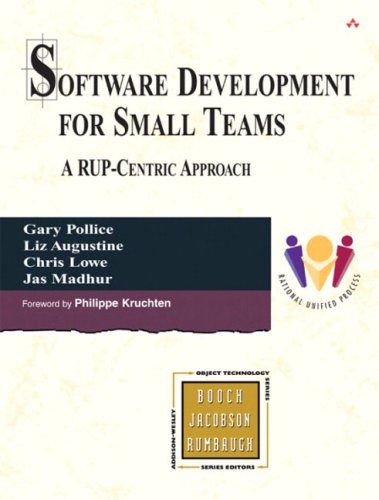 SOFTWARE DEVELOPMENT
FOR SMALL TEAMS
A RUP-CENTRIC APPROACH
Gary Pollice
Liz Augustine
Chris Lowe
Jas Madhur
Foreword by Philippe Kruchten
RATIONAL UNIFIED PROCESS
ADDISON-WESLEY
OBJECT TECHNOLOGY
SERIES
BOOCH
JACOBSON
RUMBAUGH
SERIES EDITORS